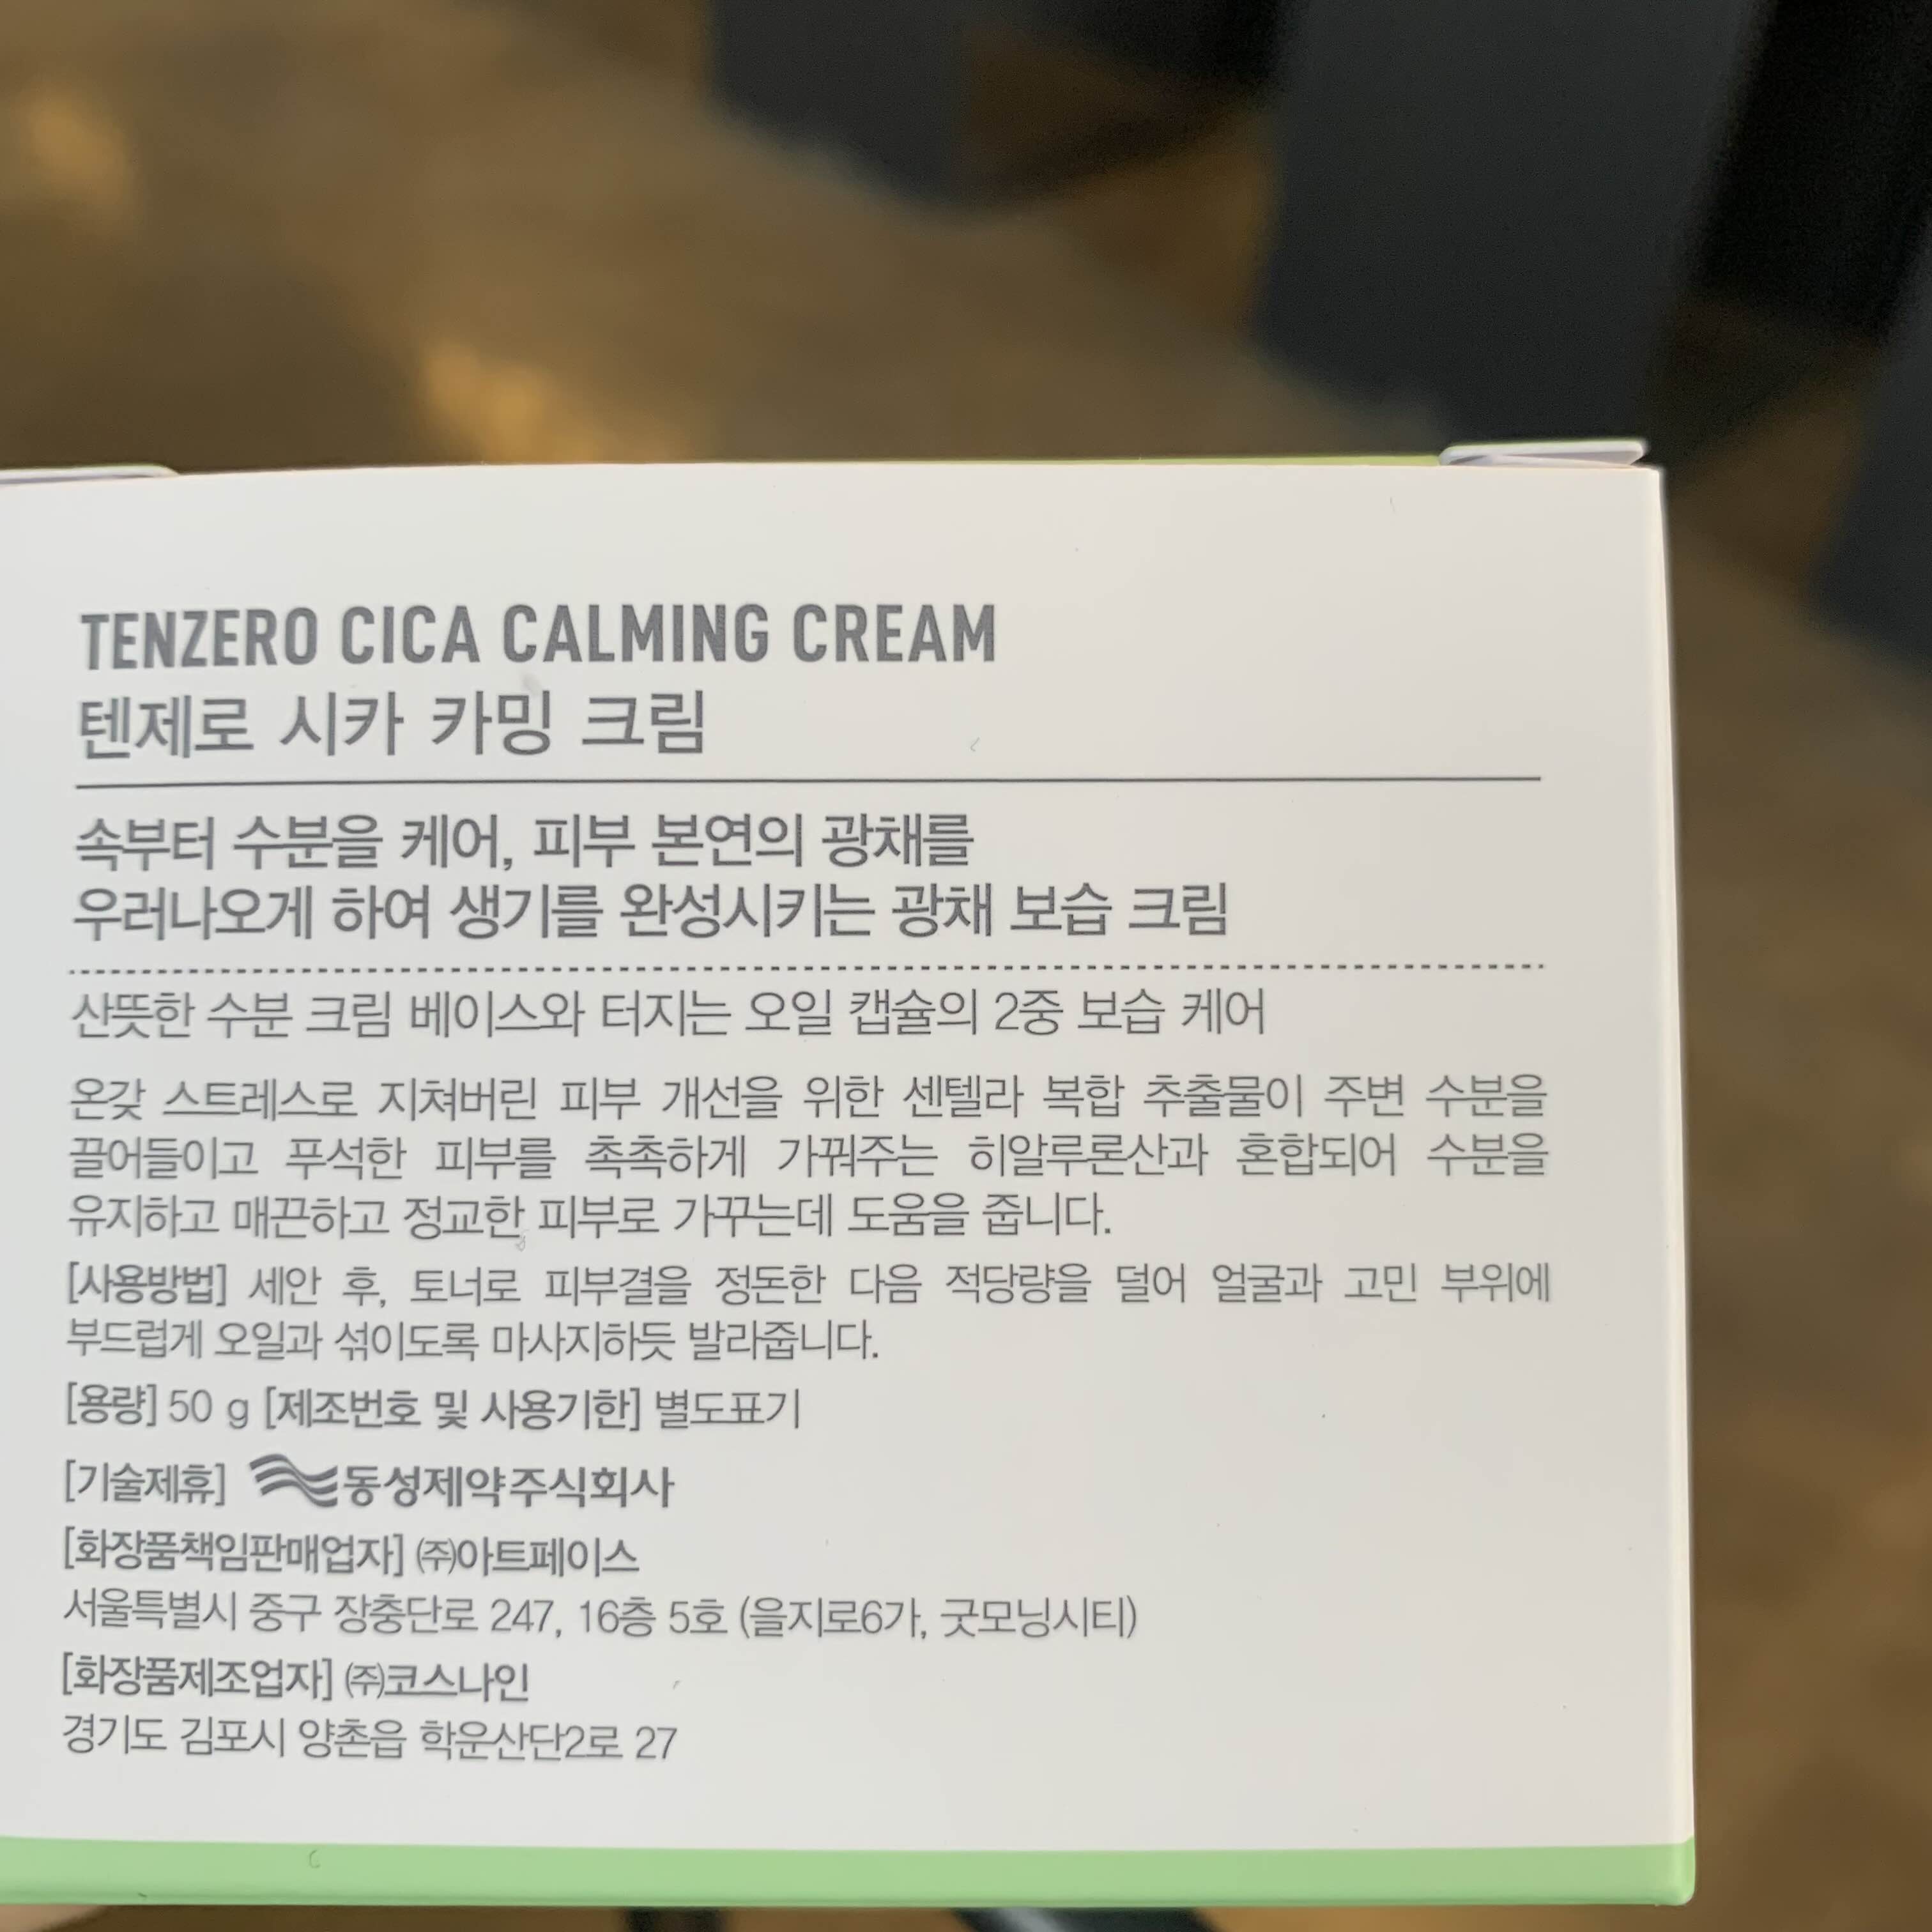 TENZERO CICA CALMING CREAM
텐제로 시카 카밍 크림
속부터 수분을 케어, 피부 본연의 광채를
우러나오게 하여 생기를 완성시키는 광채 보습 크림
산뜻한 수분 크림 베이스와 터지는 오일 캡슐의 2중 보습 케어
온갖 스트레스로 지쳐버린 피부 개선을 위한 센텔라 복합 추출물이 주변 수분을
끌어들이고 푸석한 피부를 촉촉하게 가꿔주는 히알루론산과 혼합되어 수분을
유지하고 매끈하고 정교한 피부로 가꾸는데 도움을 줍니다.
[사용방법] 세안 후, 토너로 피부결을 정돈한 다음 적당량을 덜어 얼굴과 고민 부위에
부드럽게 오일과 섞이도록 마사지하듯 발라줍니다.
[용량] 50 g [제조번호 및 사용기한] 별도표기
[기술제휴] 동성제약주식회사
[화장품책임판매업자] ㈜아트페이스
서울특별시 중구 장충단로 247, 16층 5호 (을지로6가, 굿모닝시티)
[화장품제조업자] ㈜코스나인
경기도 김포시 양촌읍 학운산단2로 27